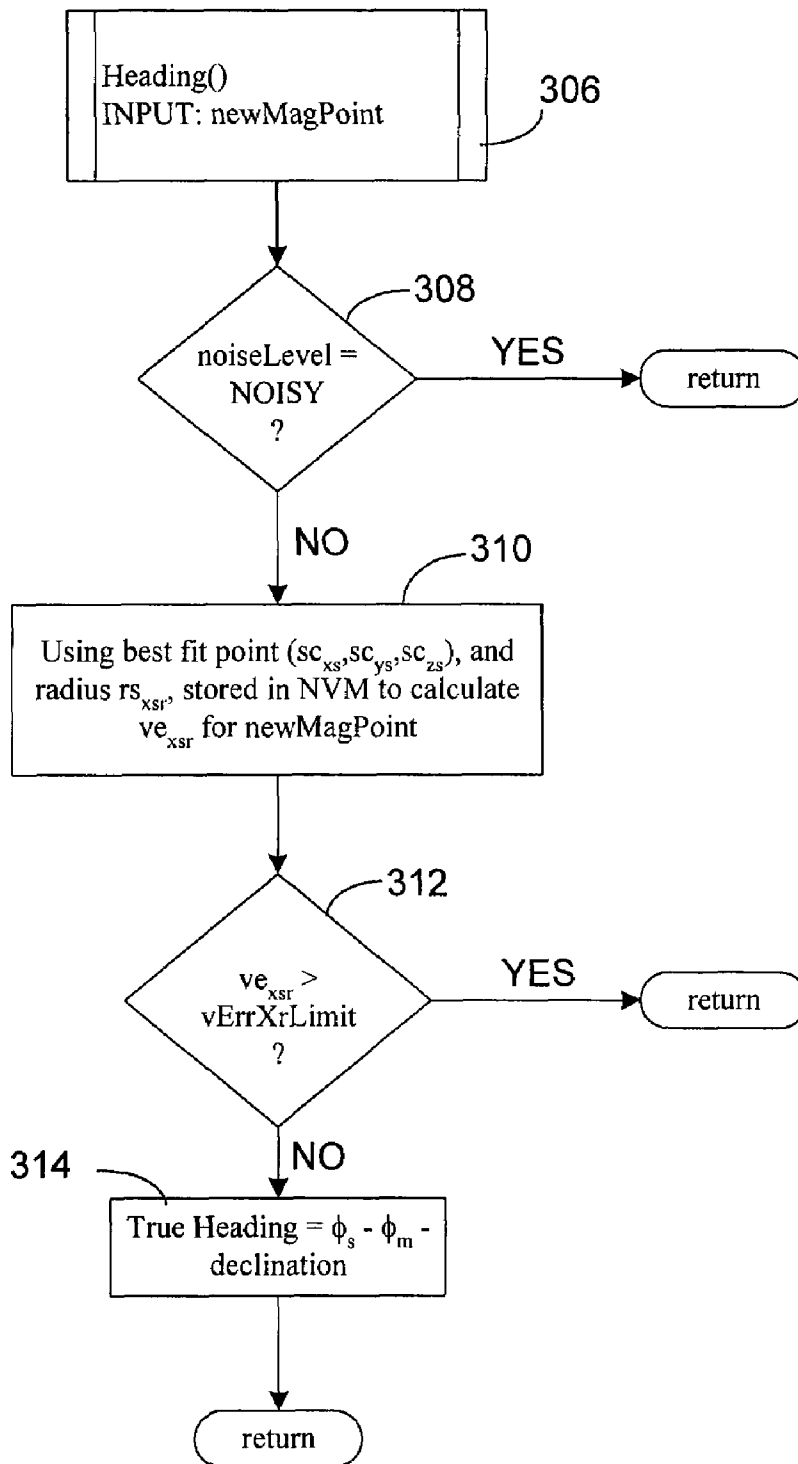 Heading()
INPUT: newMagPoint
306
308
noiseLevel =
NOISY
?
YES
return
NO
310
Using best fit point (sc_xs,sc_ys,sc_zs), and
radius rs_xsr, stored in NVM to calculate
ve_xsr for newMagPoint
312
ve_xsr >
vErrXrLimit
?
YES
return
NO
314
True Heading = ϕ_s - ϕ_m -
declination
return